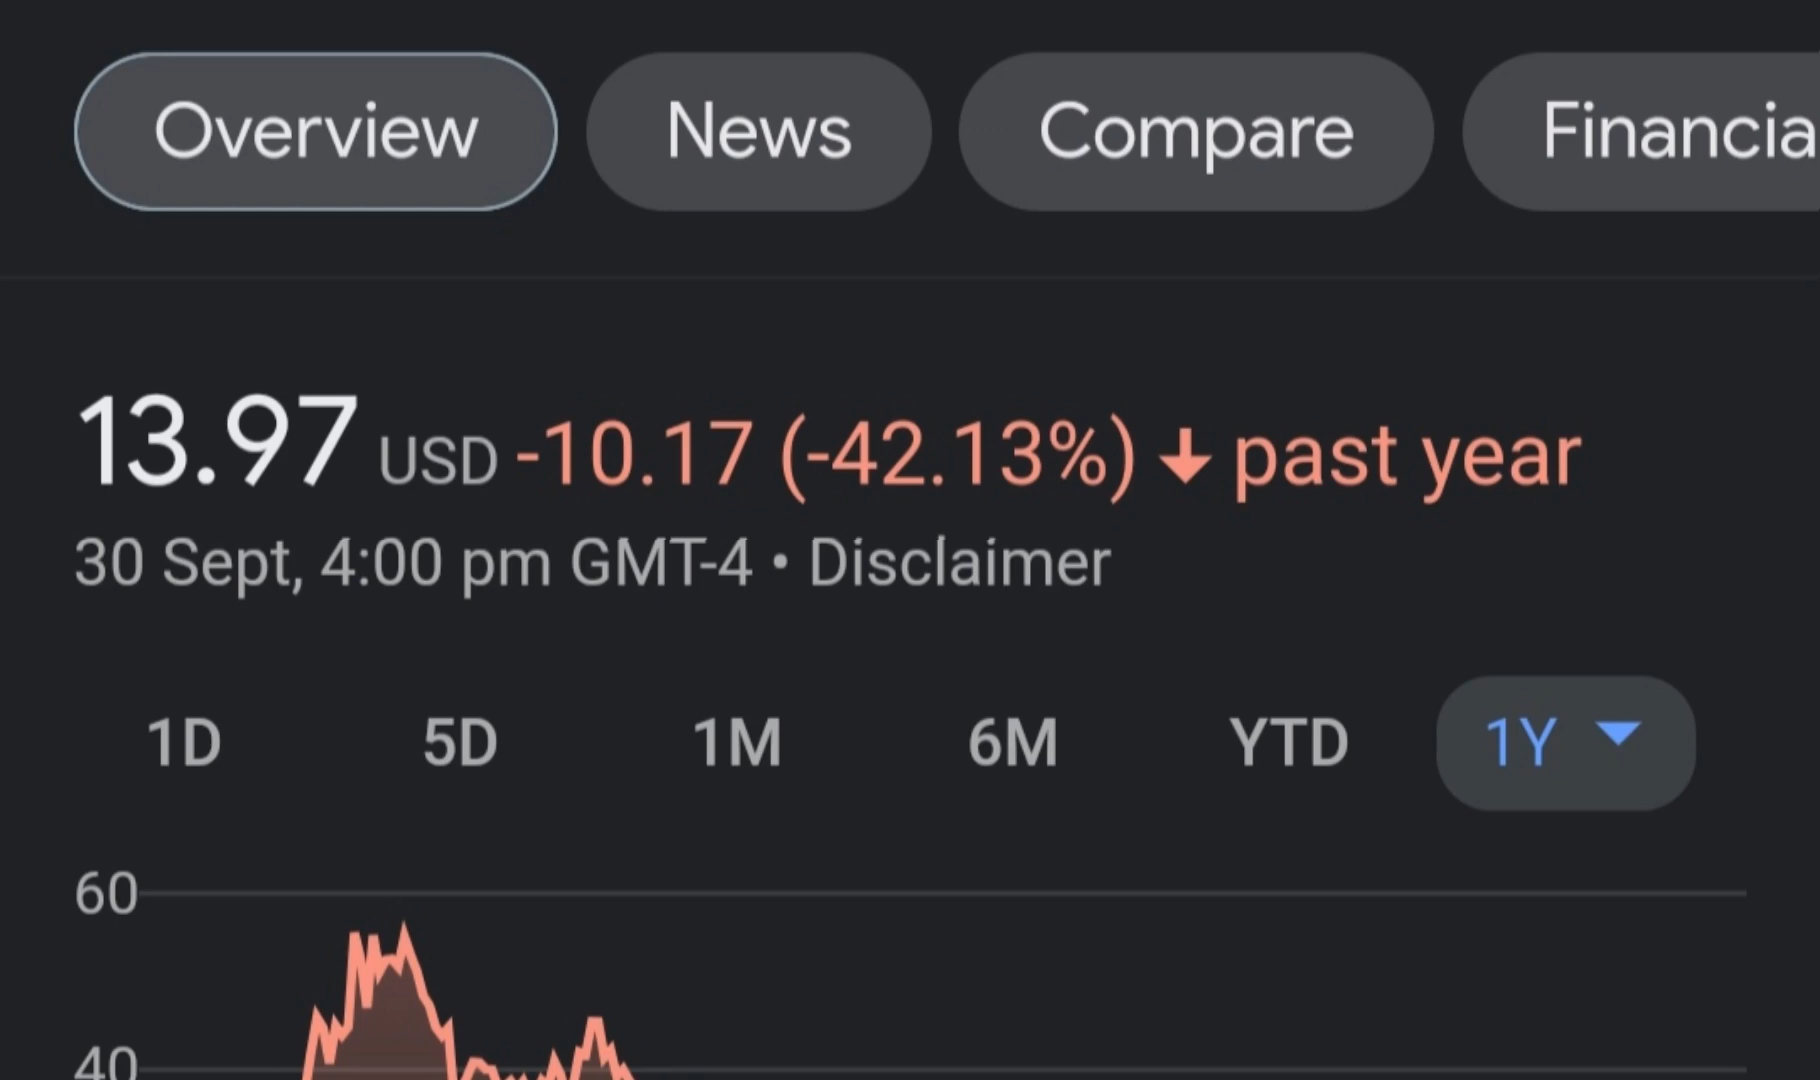 Overview News Compare Financia
13.97 USD -10.17 (-42.13%) ↓ past year
30 Sept, 4:00 pm GMT-4 • Disclaimer
1D 5D 1M 6M YTD 1Y
60
40